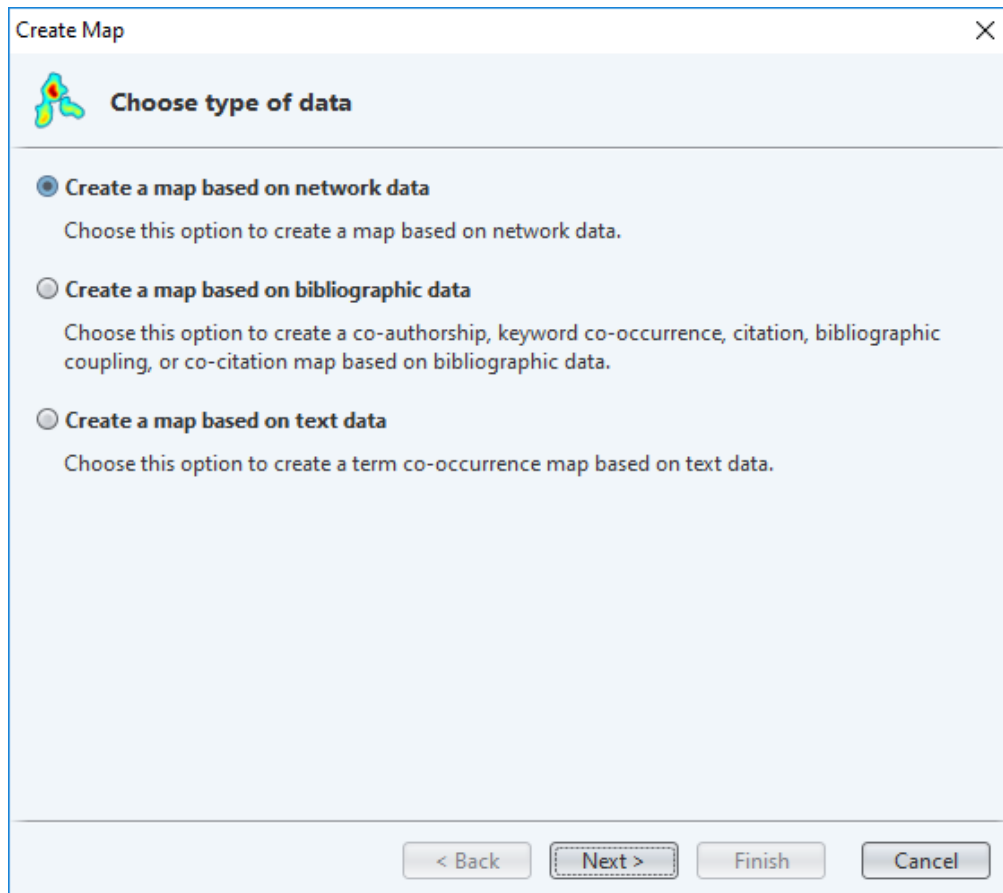 Create Map
Choose type of data
Create a map based on network data
Choose this option to create a map based on network data.
Create a map based on bibliographic data
Choose this option to create a co-authorship, keyword co-occurrence, citation, bibliographic
coupling, or co-citation map based on bibliographic data.
Create a map based on text data
Choose this option to create a term co-occurrence map based on text data.
< Back Next > Finish Cancel